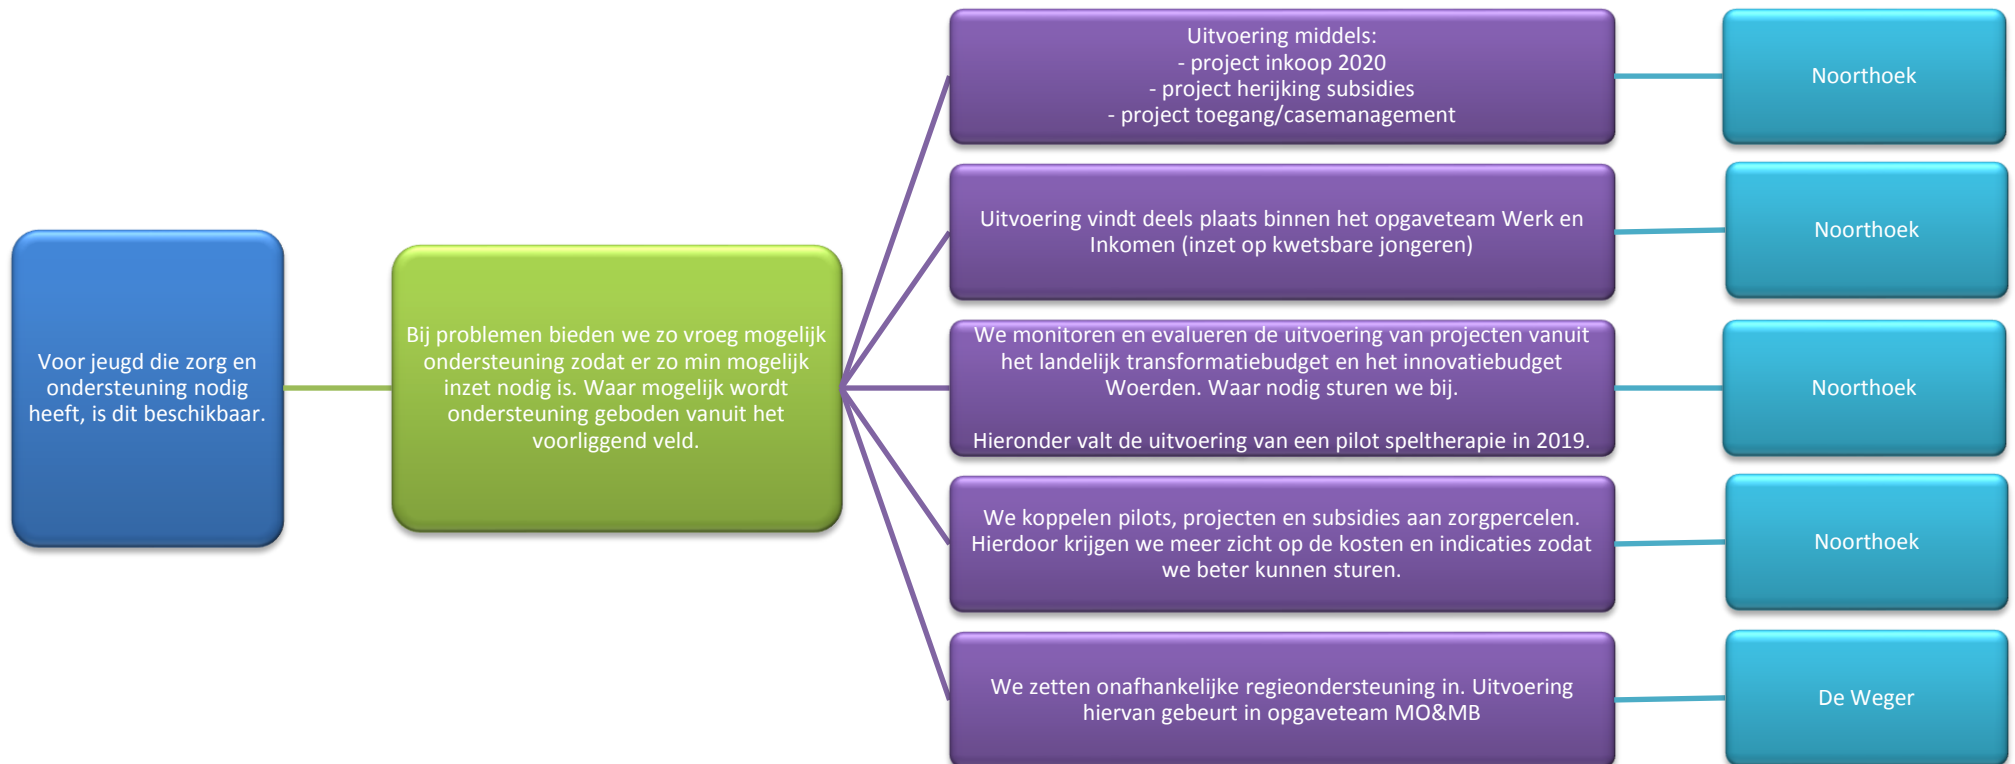 Voor jeugd die zorg en
ondersteuning nodig
heeft, is dit beschikbaar.
Bij problemen bieden we zo vroeg mogelijk
ondersteuning zodat er zo min mogelijk
inzet nodig is. Waar mogelijk wordt
ondersteuning geboden vanuit het
voorliggend veld.
Uitvoering middels:
- project inkoop 2020
- project herijking subsidies
- project toegang/casemanagement
Noorthoek
Uitvoering vindt deels plaats binnen het opgaveteam Werk en
Inkomen (inzet op kwetsbare jongeren)
Noorthoek
We monitoren en evalueren de uitvoering van projecten vanuit
het landelijk transformatiebudget en het innovatiebudget
Woerden. Waar nodig sturen we bij.
Hieronder valt de uitvoering van een pilot speltherapie in 2019.
Noorthoek
We koppelen pilots, projecten en subsidies aan zorgpercelen.
Hierdoor krijgen we meer zicht op de kosten en indicaties zodat
we beter kunnen sturen.
Noorthoek
We zetten onafhankelijke regieondersteuning in. Uitvoering
hiervan gebeurt in opgaveteam MO&MB
De Weger